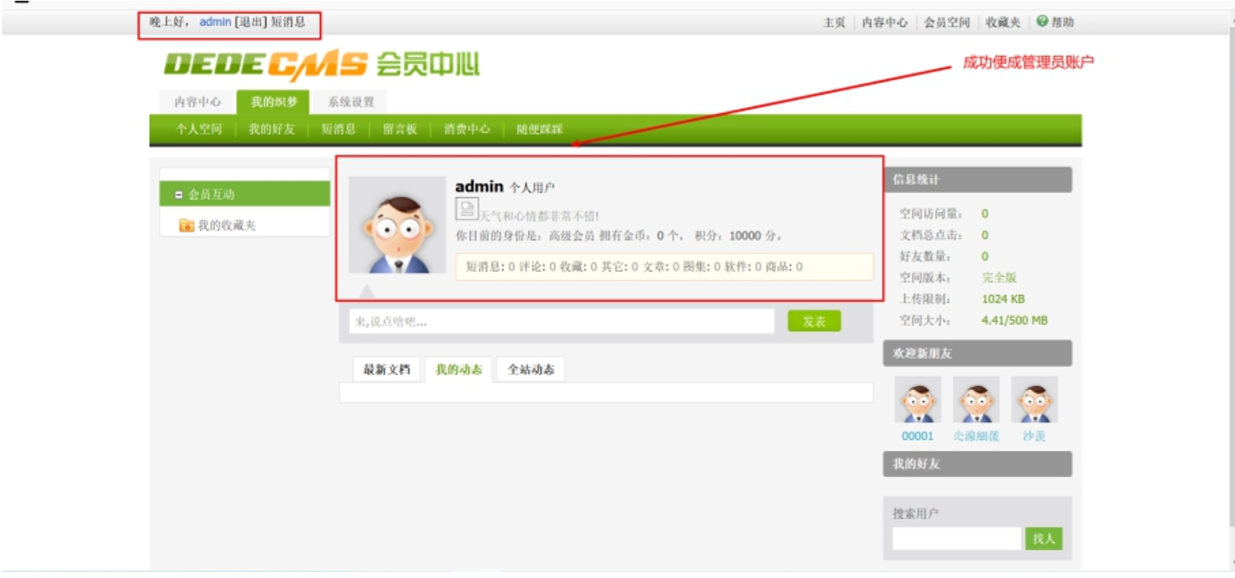 晚上好， admin [退出] 短消息
主页 内容中心 会员空间 收藏夹 帮助
DEDECMS 会员中心
成功便成管理员账户
内容中心 我的织梦 系统设置
个人空间 我的好友 短消息 留言板 消费中心 随便踩踩
会员互动
我的收藏夹
admin 个人用户
天气和心情都非常不错!
你目前的身份是：高级会员 拥有金币：0 个， 积分：10000 分。
短消息: 0 评论: 0 收藏: 0 其它: 0 文章: 0 图集: 0 软件: 0 商品: 0
来,说点啥吧...
发表
最新文档 我的动态 全站动态
信息统计
空间访问量： 0
文档总点击： 0
好友数量： 0
空间版本： 完全版
上传限制： 1024 KB
空间大小： 4.41/500 MB
欢迎新朋友
00001
我的好友
搜索用户
找人